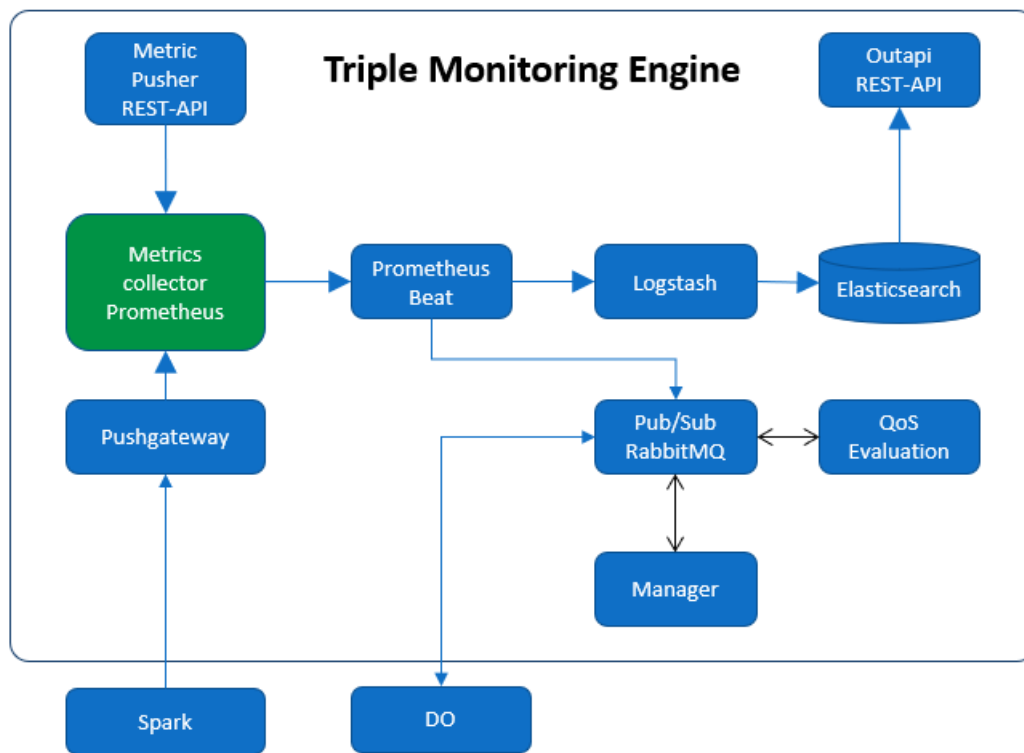 Triple Monitoring Engine
Metric
Pusher
REST-API
Outapi
REST-API
Metrics
collector
Prometheus
Prometheus
Beat
Logstash
Elasticsearch
Pushgateway
Pub/Sub
RabbitMQ
QoS
Evaluation
Manager
Spark
DO